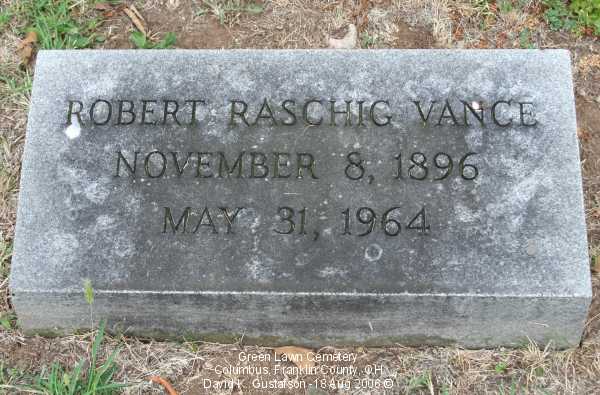 ROBERT RASCHIG VANCE
NOVEMBER 8, 1896
MAY 31, 1964
Green Lawn Cemetery
Columbus, Franklin County, OH
David K. Gustafson - 18 Aug 2006 ©